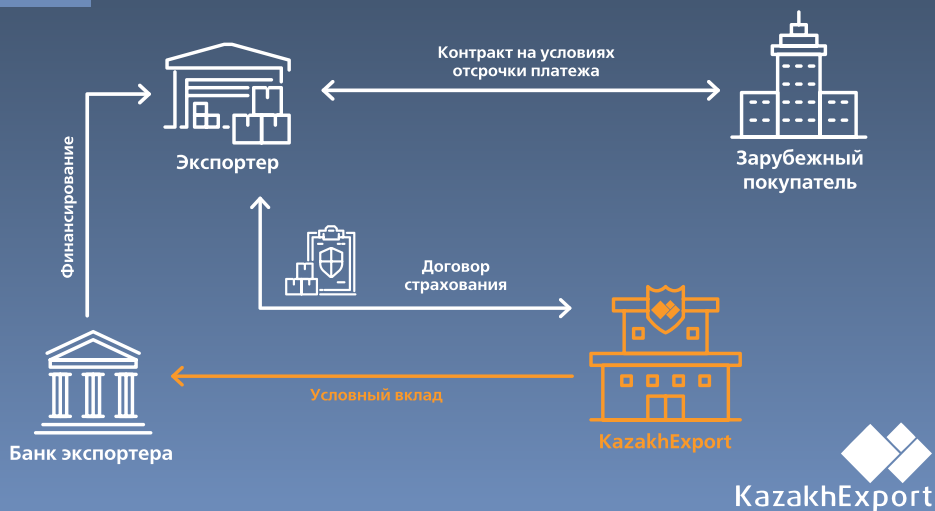 Контракт на условиях
отсрочки платежа
Экспортер
Зарубежный
покупатель
Финансирование
Договор
страхования
Условный вклад
KazakhExport
Банк экспортера
KazakhExport